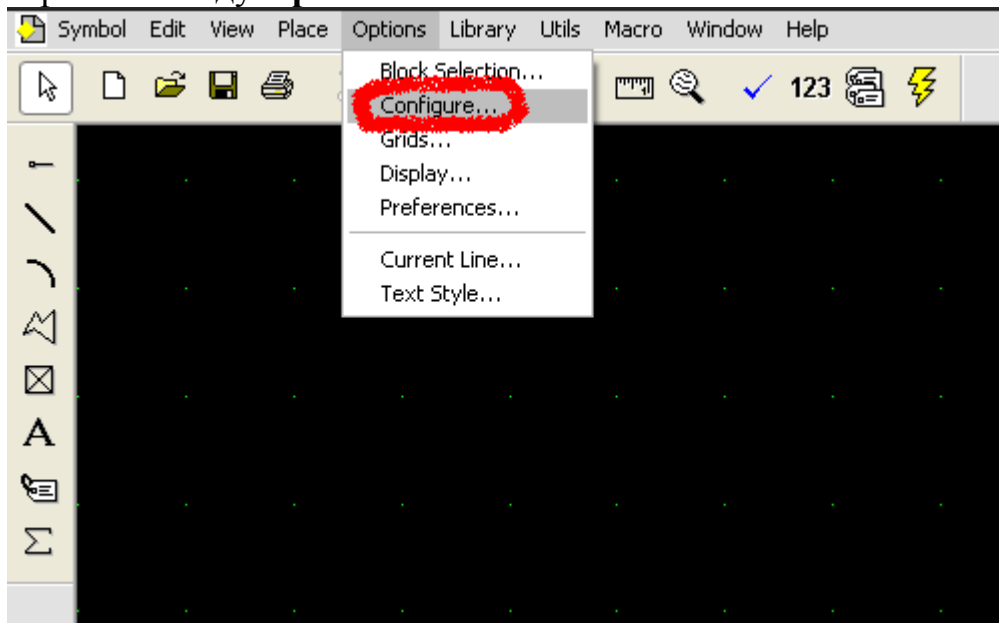 Symbol Edit View Place Options Library Utils Macro Window Help
Block Selection...
Configure...
Grids...
Display...
Preferences...
Current Line...
Text Style...
123
A
Σ